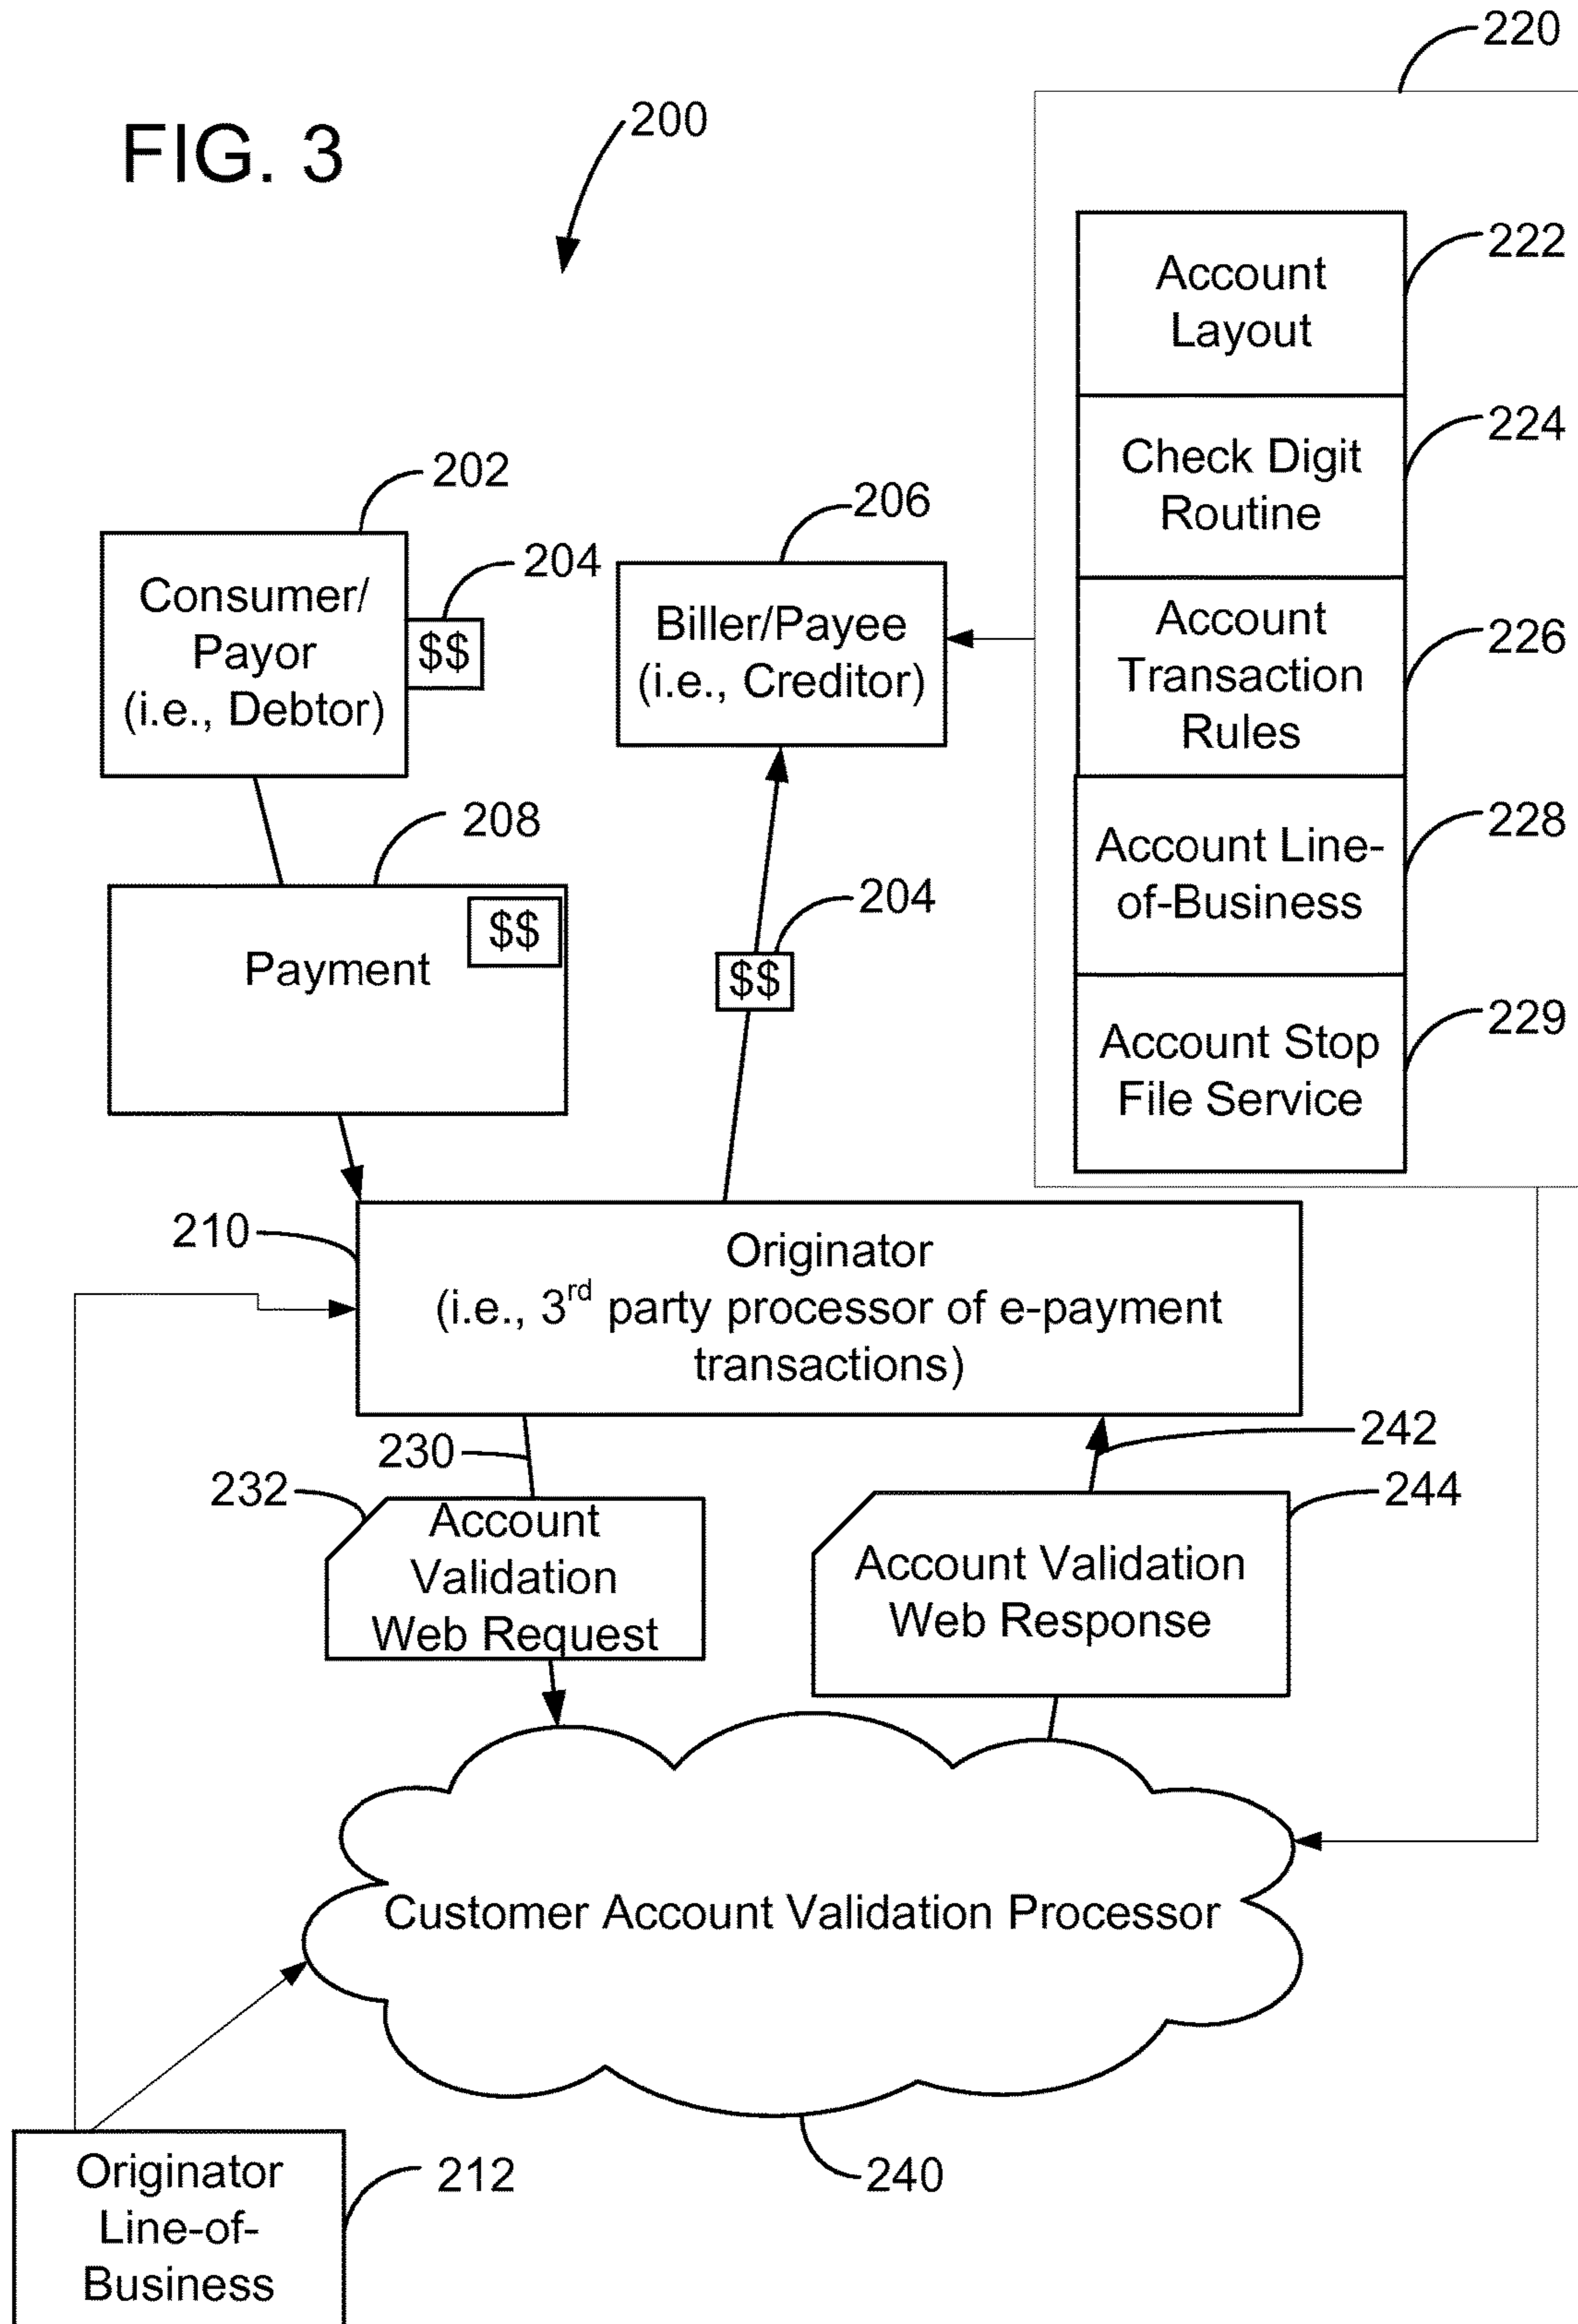 FIG. 3
200
220
Account
Layout
222
Check Digit
Routine
224
Account
Transaction
Rules
226
Account Line-
of-Business
228
Account Stop
File Service
229
202
Consumer/
Payor
(i.e., Debtor)
204
$$
206
Biller/Payee
(i.e., Creditor)
208
$$
Payment
204
$$
210
Originator
(i.e., 3rd party processor of e-payment
transactions)
230
232
Account
Validation
Web Request
242
244
Account Validation
Web Response
Customer Account Validation Processor
240
Originator
Line-of-
Business
212